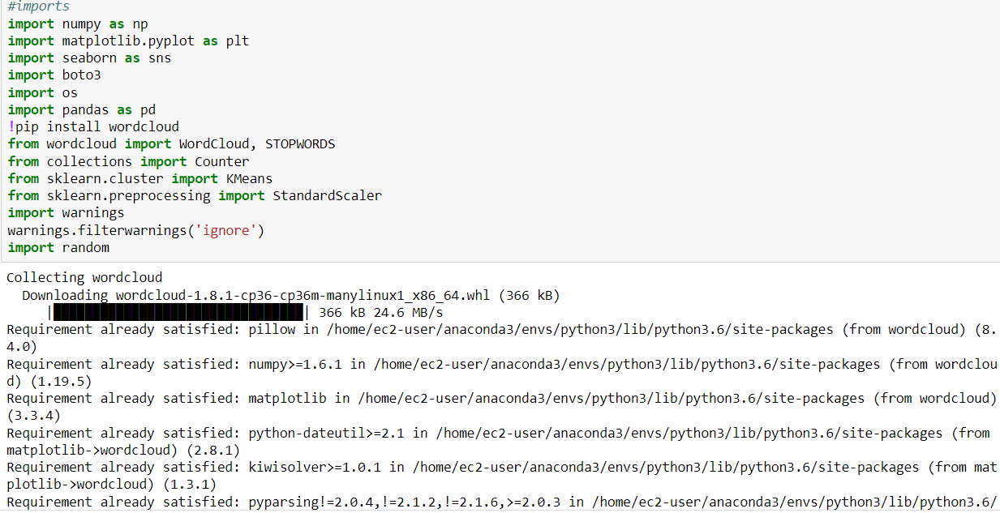 #imports
import numpy as np
import matplotlib.pyplot as plt
import seaborn as sns
import boto3
import os
import pandas as pd
!pip install wordcloud
from wordcloud import WordCloud, STOPWORDS
from collections import Counter
from sklearn.cluster import KMeans
from sklearn.preprocessing import StandardScaler
import warnings
warnings.filterwarnings('ignore')
import random
Collecting wordcloud
  Downloading wordcloud-1.8.1-cp36-cp36m-manylinux1_x86_64.whl (366 kB)
     |████████████████████████████████| 366 kB 24.6 MB/s
Requirement already satisfied: pillow in /home/ec2-user/anaconda3/envs/python3/lib/python3.6/site-packages (from wordcloud) (8.
4.0)
Requirement already satisfied: numpy>=1.6.1 in /home/ec2-user/anaconda3/envs/python3/lib/python3.6/site-packages (from wordclou
d) (1.19.5)
Requirement already satisfied: matplotlib in /home/ec2-user/anaconda3/envs/python3/lib/python3.6/site-packages (from wordcloud)
(3.3.4)
Requirement already satisfied: python-dateutil>=2.1 in /home/ec2-user/anaconda3/envs/python3/lib/python3.6/site-packages (from
matplotlib->wordcloud) (2.8.1)
Requirement already satisfied: kiwisolver>=1.0.1 in /home/ec2-user/anaconda3/envs/python3/lib/python3.6/site-packages (from mat
plotlib->wordcloud) (1.3.1)
Requirement already satisfied: pyparsing!=2.0.4,!=2.1.2,!=2.1.6,>=2.0.3 in /home/ec2-user/anaconda3/envs/python3/lib/python3.6/